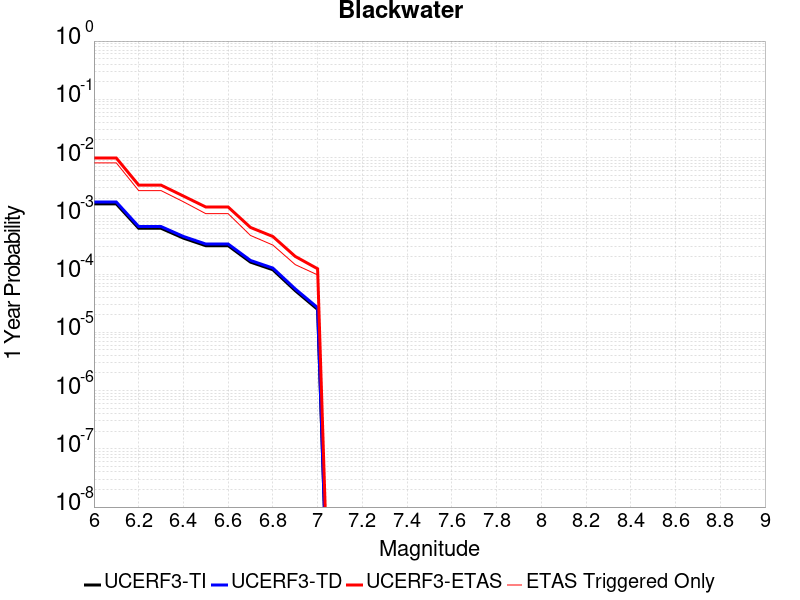 Blackwater
10 0
10 -1
10 -2
10 -3
10 -4
10 -5
10 -6
10 -7
10 -8
1 Year Probability
6 6.2 6.4 6.6 6.8 7 7.2 7.4 7.6 7.8 8 8.2 8.4 8.6 8.8 9
Magnitude
UCERF3-TI UCERF3-TD UCERF3-ETAS ETAS Triggered Only